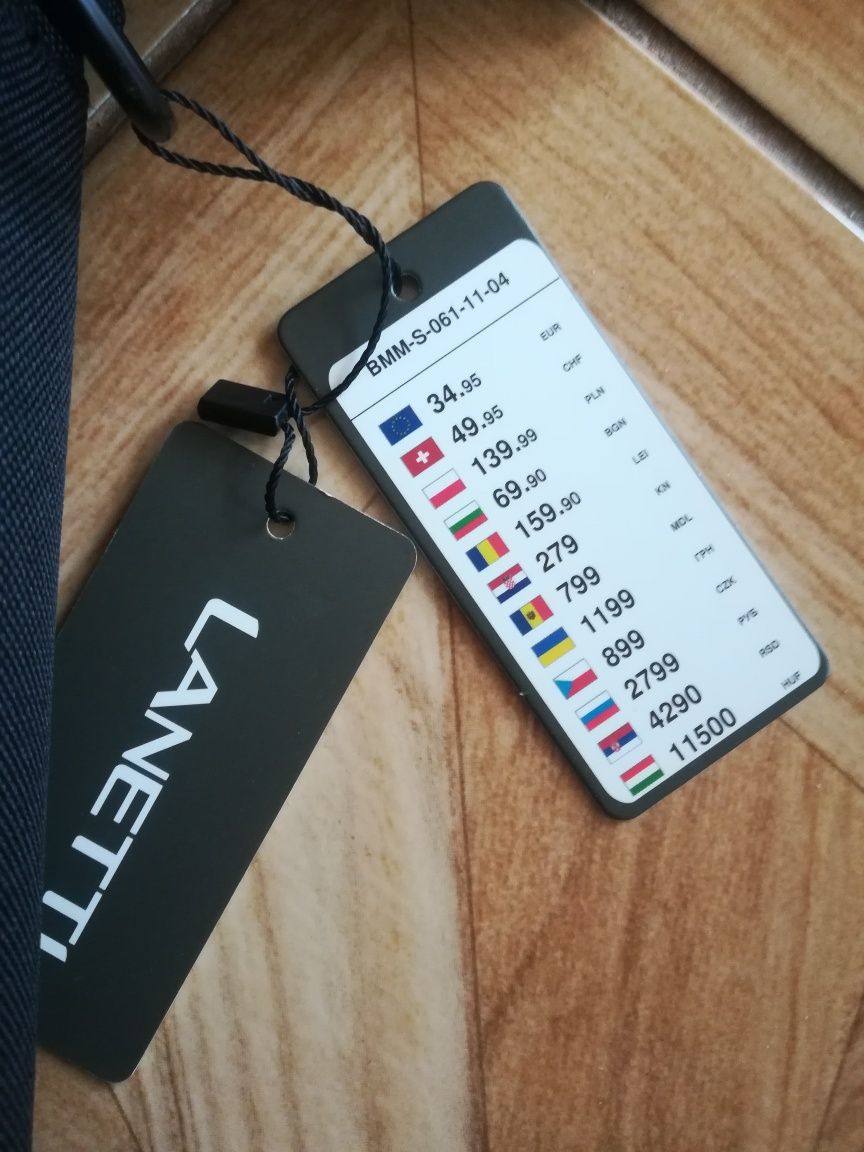 BMM-S-061-11-04
34.95 EUR
49.95 CHF
139.99 PLN
69.90 BGN
159.90 LEI
279 KN
799 MDL
1199 ГРН
899 CZK
2799 РУБ
4290 RSD
11500 HUF
LANETTI